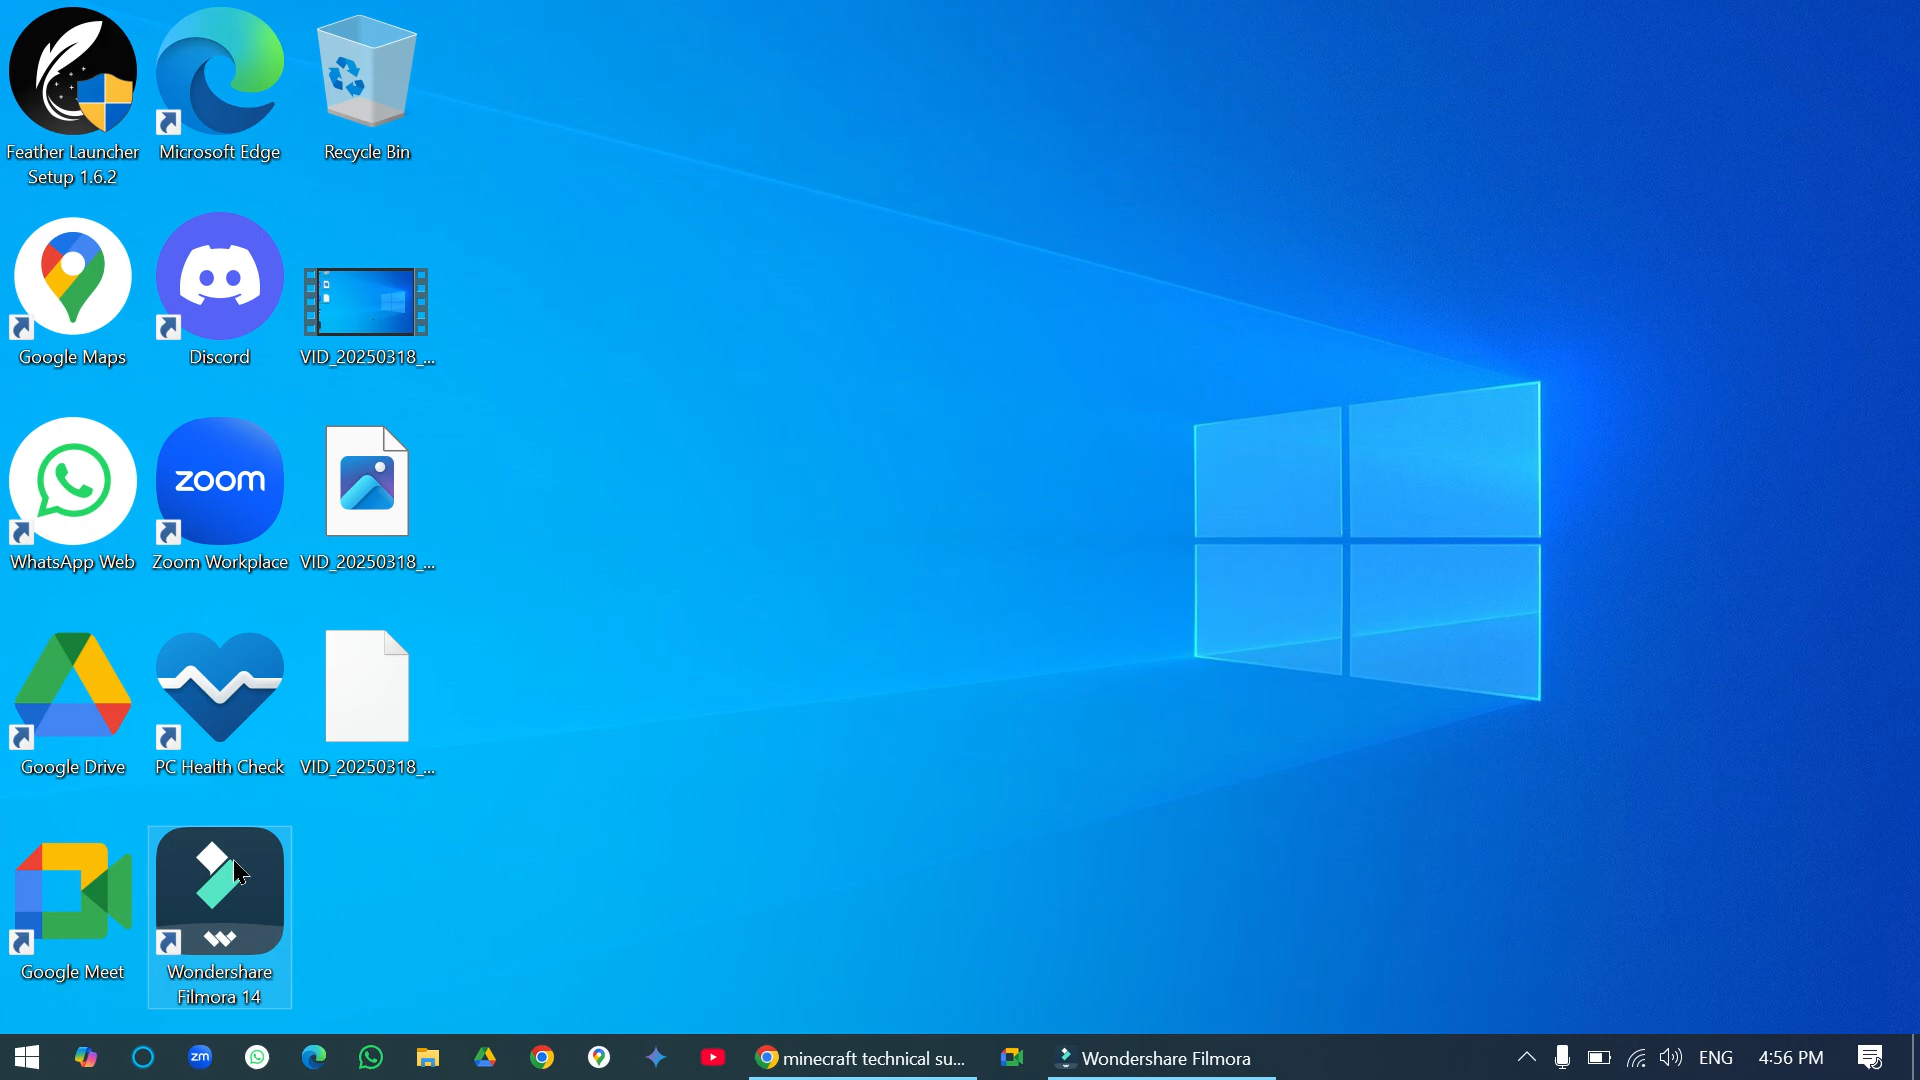 Feather Launcher
Setup 1.6.2
Microsoft Edge
Recycle Bin
Google Maps
Discord
VID_20250318_...
WhatsApp Web
zoom
Zoom Workplace
VID_20250318_...
Google Drive
PC Health Check
VID_20250318_...
Google Meet
Wondershare
Filmora 14
zm
minecraft technical su...
Wondershare Filmora
ENG
4:56 PM